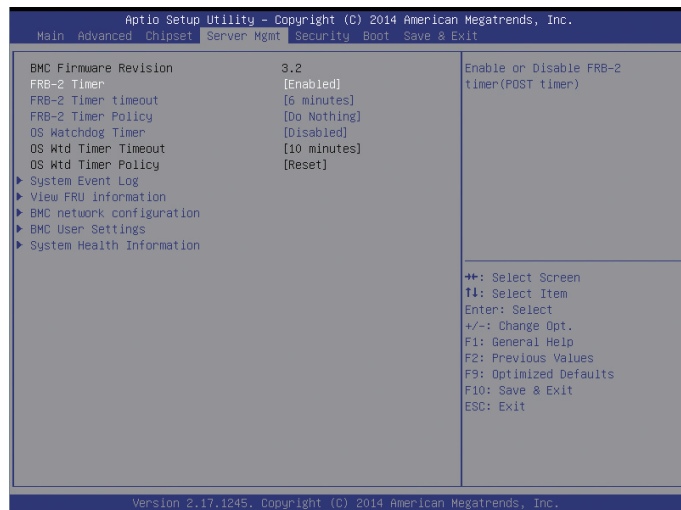 Aptio Setup Utility – Copyright (C) 2014 American Megatrends, Inc.
Main Advanced Chipset Server Mgmt Security Boot Save & Exit
BMC Firmware Revision 3.2
FRB-2 Timer [Enabled]
FRB-2 Timer timeout [6 minutes]
FRB-2 Timer Policy [Do Nothing]
OS Watchdog Timer [Disabled]
OS Wtd Timer Timeout [10 minutes]
OS Wtd Timer Policy [Reset]
System Event Log
View FRU information
BMC network configuration
BMC User Settings
System Health Information
Enable or Disable FRB-2
timer(POST timer)
→←: Select Screen
↑↓: Select Item
Enter: Select
+/-: Change Opt.
F1: General Help
F2: Previous Values
F9: Optimized Defaults
F10: Save & Exit
ESC: Exit
Version 2.17.1245. Copyright (C) 2014 American Megatrends, Inc.